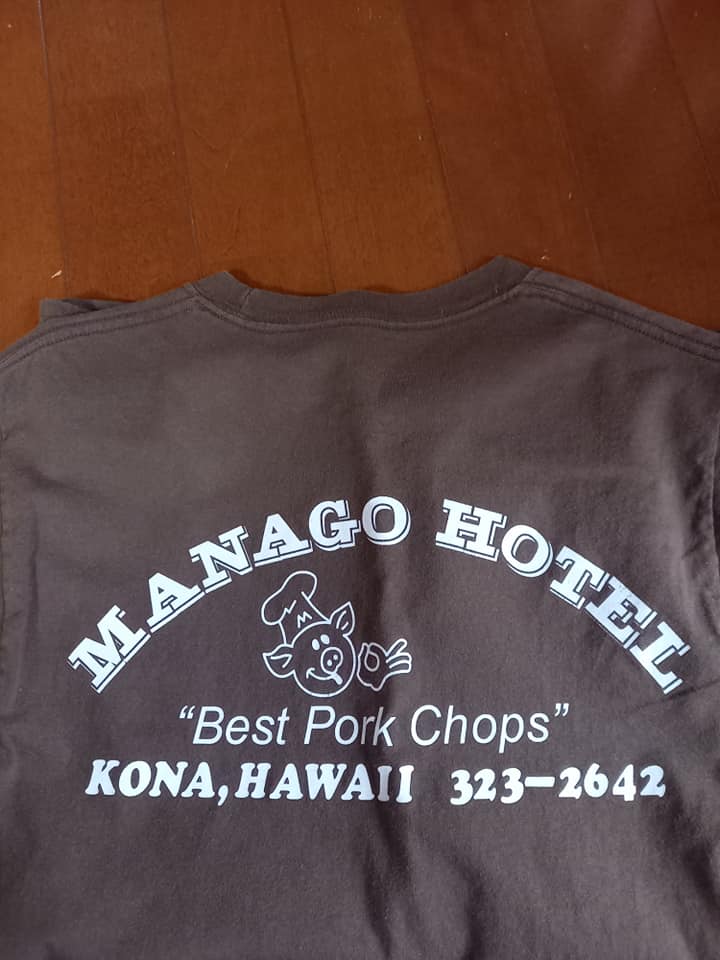 MANAGO HOTEL
M
"Best Pork Chops"
KONA, HAWAII 323-2642